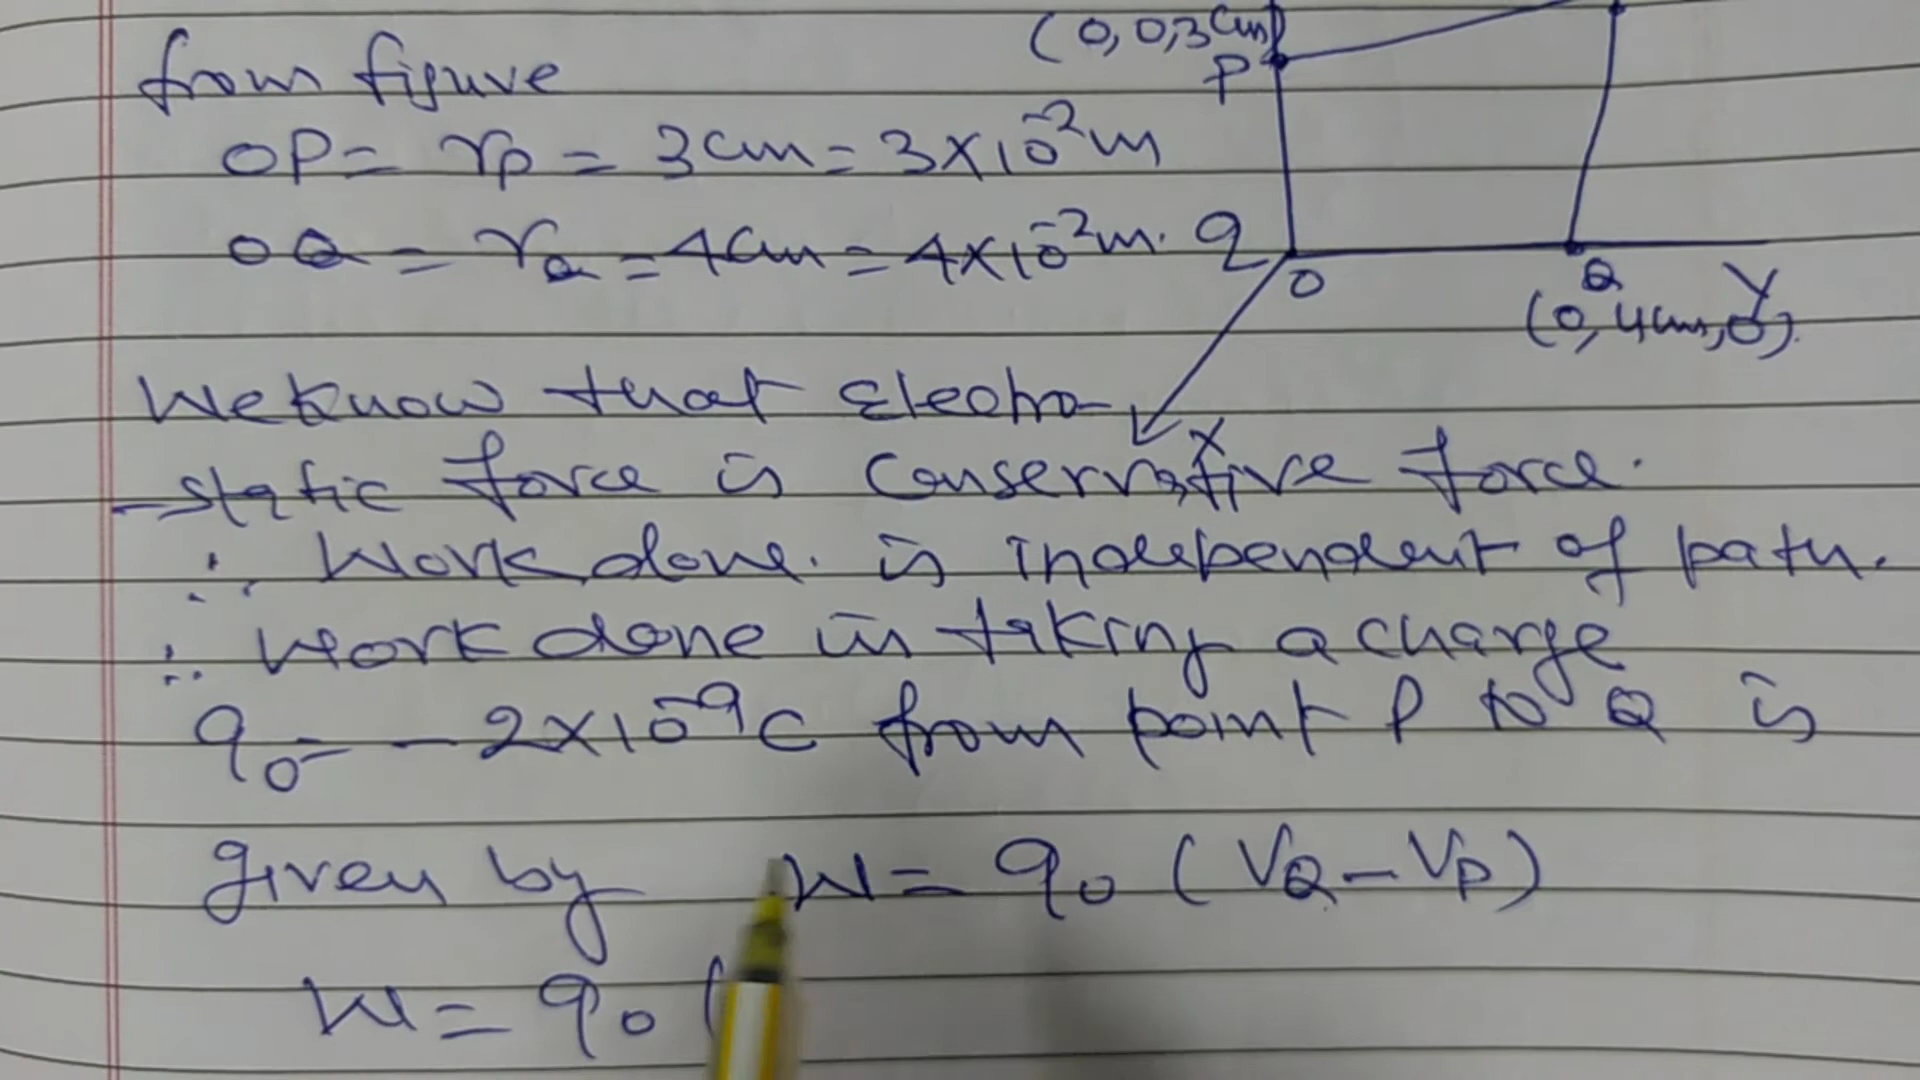 (0,0,3cm)
from figure
P
OP = rp = 3cm = 3×10⁻²m
OQ = rQ = 4cm = 4×10⁻²m. q
O
Q
Y
(0, 4cm, 0).
We know that Electro-
X
-static force is Conservative force.
∴ Work done. is independent of path.
∴ Work done in taking a charge
q₀ = -2×10⁻⁹C from point P to Q is
given by W = q₀ (VQ - VP)
W = q₀ (